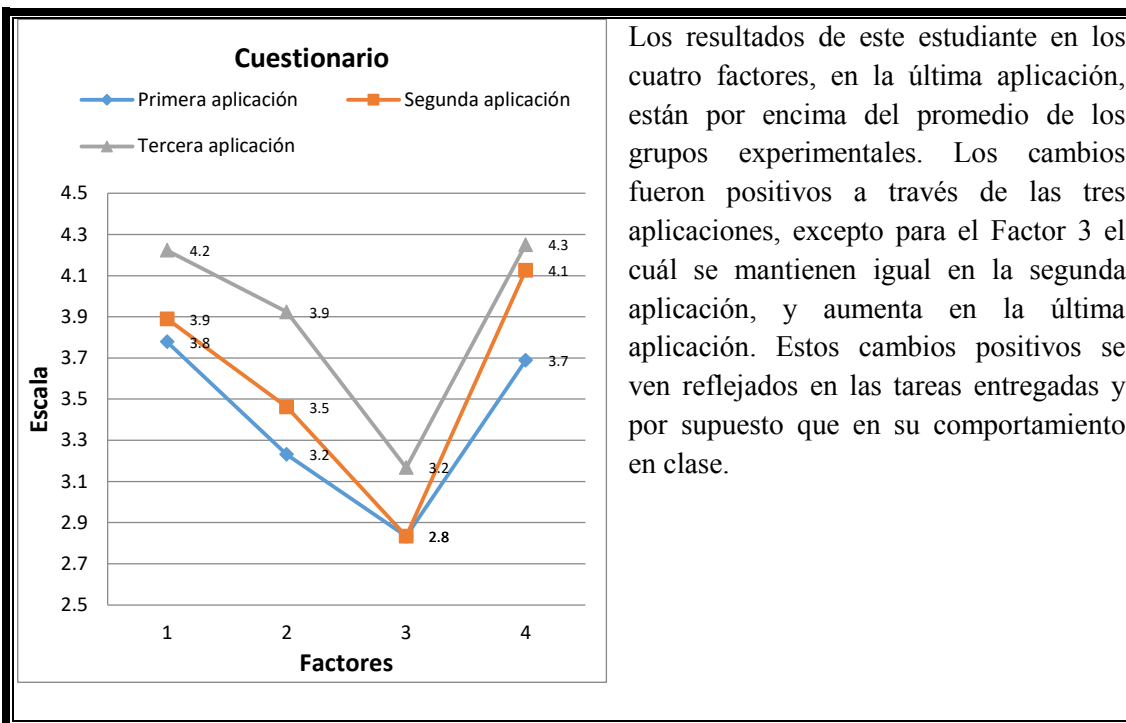 Cuestionario
Primera aplicación
Segunda aplicación
Tercera aplicación
4.5
4.3
4.1
3.9
3.7
3.5
3.3
3.1
2.9
2.7
2.5
Escala
4.2
3.9
3.8
3.9
3.5
3.2
3.2
2.8
4.3
4.1
3.7
1 2 3 4
Factores
Los resultados de este estudiante en los
cuatro factores, en la última aplicación,
están por encima del promedio de los
grupos experimentales. Los cambios
fueron positivos a través de las tres
aplicaciones, excepto para el Factor 3 el
cuál se mantienen igual en la segunda
aplicación, y aumenta en la última
aplicación. Estos cambios positivos se
ven reflejados en las tareas entregadas y
por supuesto que en su comportamiento
en clase.